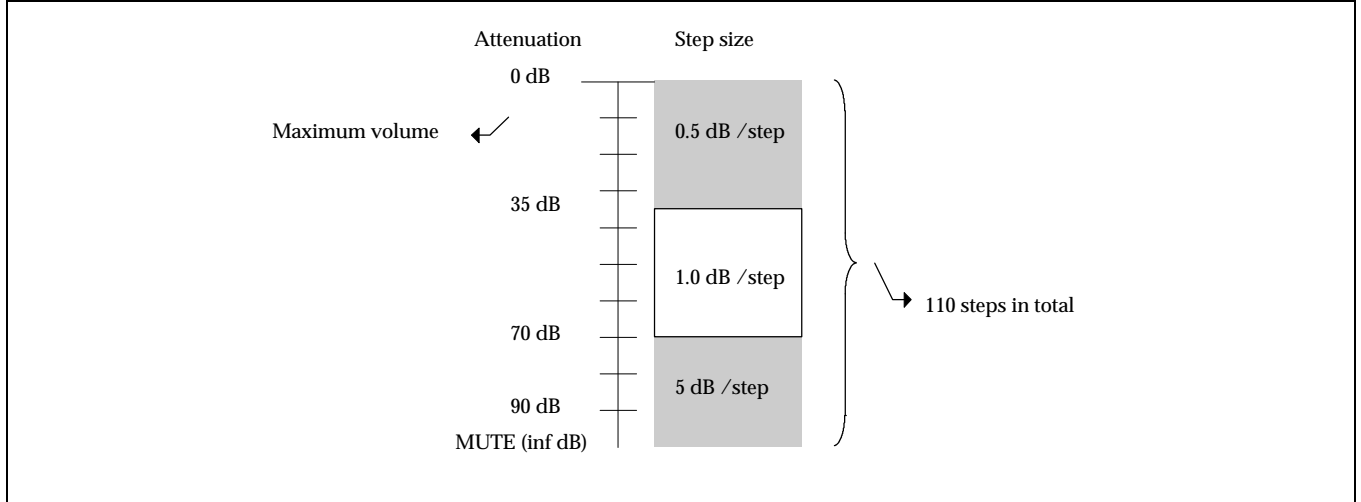 Attenuation Step size
0 dB
Maximum volume
0.5 dB /step
35 dB
1.0 dB /step
110 steps in total
70 dB
5 dB /step
90 dB
MUTE (inf dB)